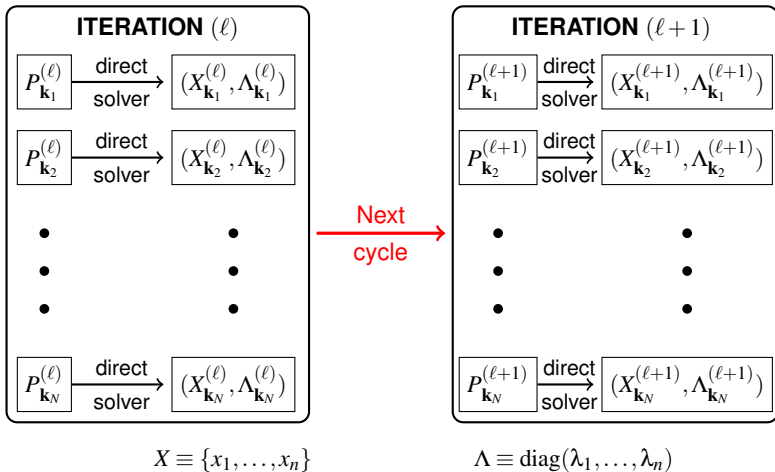 ITERATION (ℓ)
P_{𝐤_1}^{(ℓ)} direct solver (X_{𝐤_1}^{(ℓ)}, Λ_{𝐤_1}^{(ℓ)})
P_{𝐤_2}^{(ℓ)} direct solver (X_{𝐤_2}^{(ℓ)}, Λ_{𝐤_2}^{(ℓ)})
P_{𝐤_N}^{(ℓ)} direct solver (X_{𝐤_N}^{(ℓ)}, Λ_{𝐤_N}^{(ℓ)})
Next
cycle
ITERATION (ℓ+1)
P_{𝐤_1}^{(ℓ+1)} direct solver (X_{𝐤_1}^{(ℓ+1)}, Λ_{𝐤_1}^{(ℓ+1)})
P_{𝐤_2}^{(ℓ+1)} direct solver (X_{𝐤_2}^{(ℓ+1)}, Λ_{𝐤_2}^{(ℓ+1)})
P_{𝐤_N}^{(ℓ+1)} direct solver (X_{𝐤_N}^{(ℓ+1)}, Λ_{𝐤_N}^{(ℓ+1)})
X ≡ {x_1,...,x_n}
Λ ≡ diag(λ_1,...,λ_n)